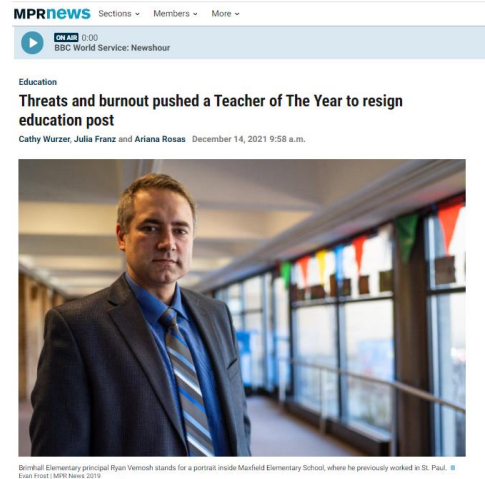 MPRnews Sections Members More
ON AIR 0:00
BBC World Service: Newshour
Education
Threats and burnout pushed a Teacher of The Year to resign
education post
Cathy Wurzer, Julia Franz and Ariana Rosas December 14, 2021 9:58 a.m.
Brimhall Elementary principal Ryan Vernosh stands for a portrait inside Maxfield Elementary School, where he previously worked in St. Paul.
Evan Frost | MPR News 2019